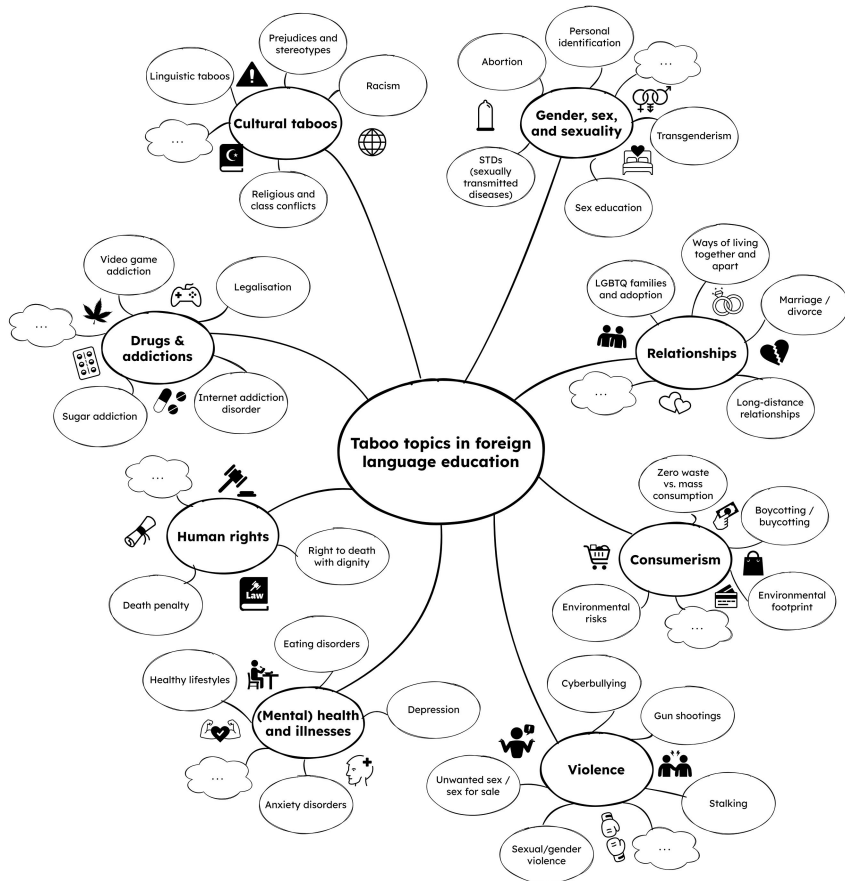 Taboo topics in foreign
language education
Cultural taboos
Linguistic taboos
Prejudices and
stereotypes
Racism
Religious and
class conflicts
...
Gender, sex,
and sexuality
Abortion
Personal
identification
...
Transgenderism
Sex education
STDs
(sexually
transmitted
diseases)
Drugs &
addictions
Video game
addiction
Legalisation
...
Sugar addiction
Internet addiction
disorder
Relationships
LGBTQ families
and adoption
Ways of living
together and
apart
Marriage /
divorce
Long-distance
relationships
...
Human rights
...
Right to death
with dignity
Death penalty
Law
Consumerism
Zero waste
vs. mass
consumption
Boycotting /
buycotting
Environmental
footprint
...
Environmental
risks
(Mental) health
and illnesses
Healthy lifestyles
Eating disorders
Depression
Anxiety disorders
...
Violence
Cyberbullying
Gun shootings
Stalking
...
Sexual/gender
violence
Unwanted sex /
sex for sale